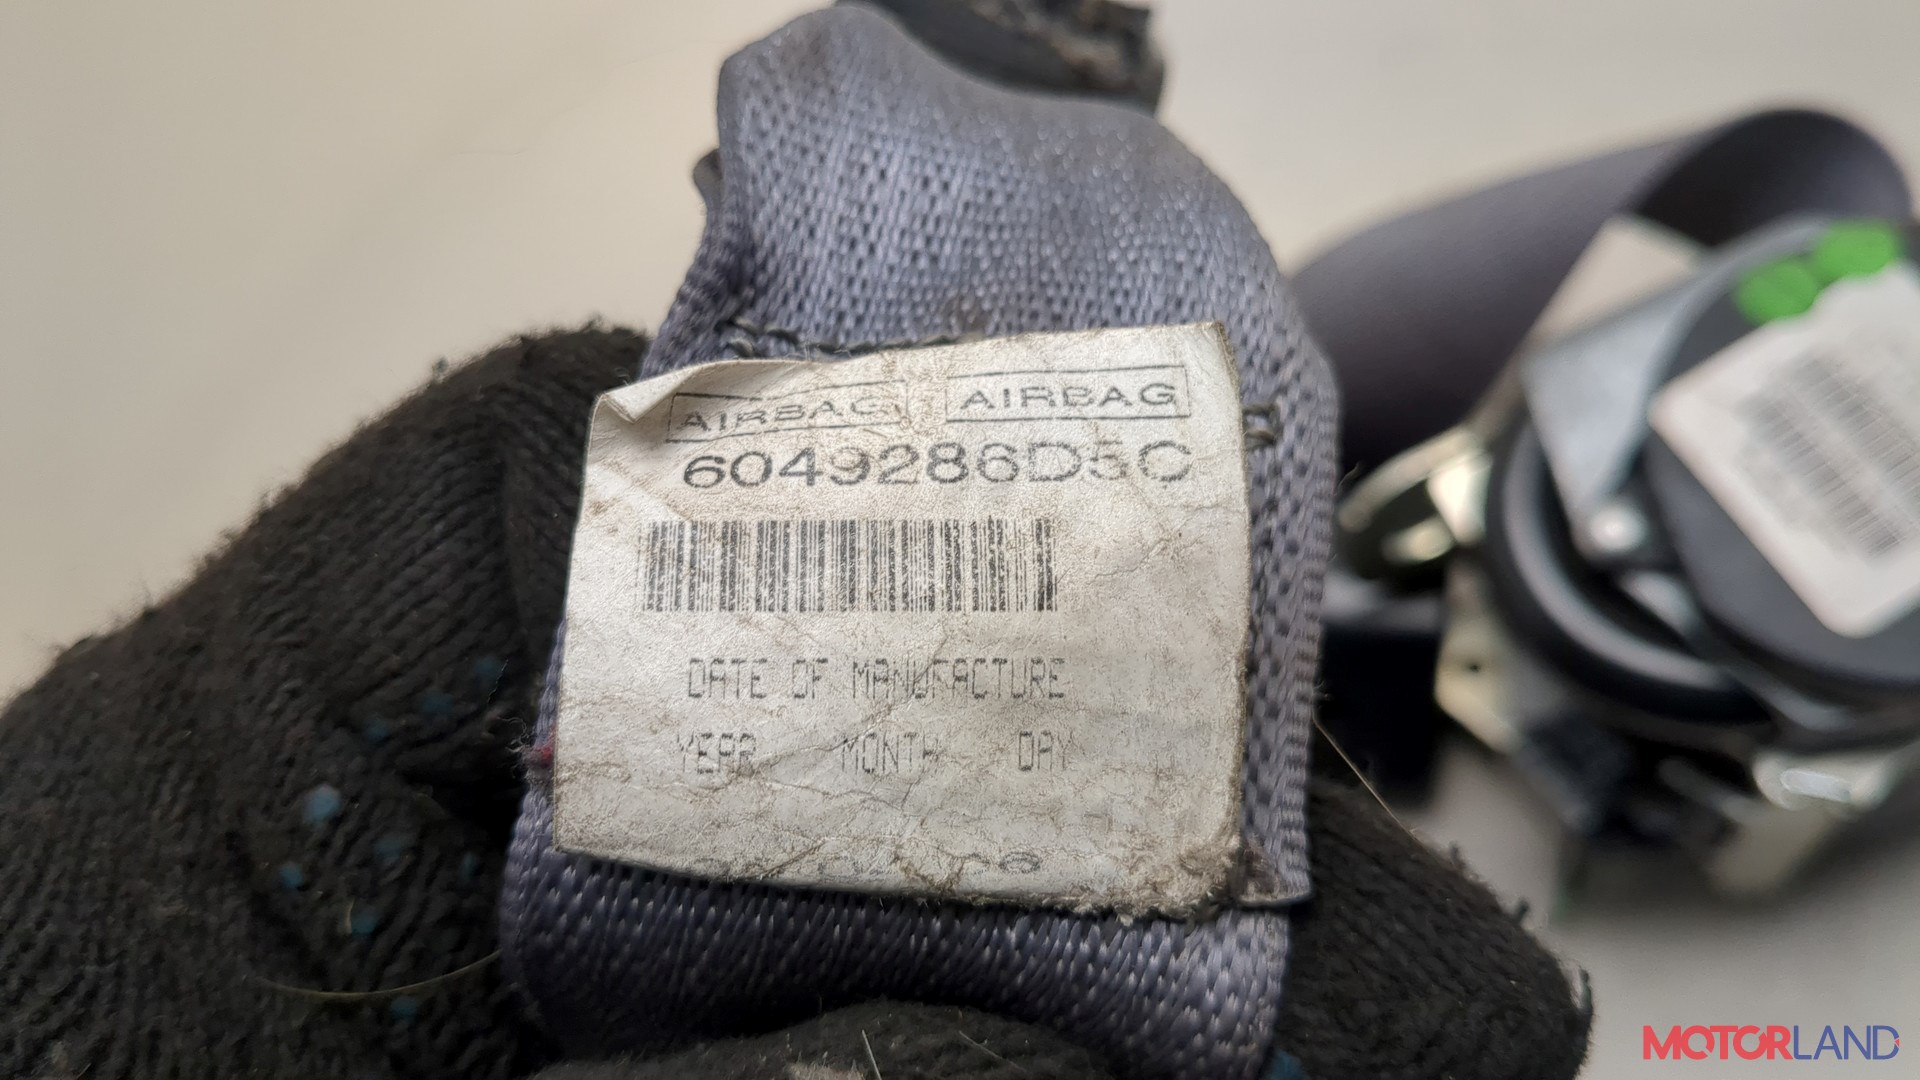 AIRBAG AIRBAG
6049286D5C
DATE OF MANUFACTURE
YEAR MONTH DAY
MOTORLAND